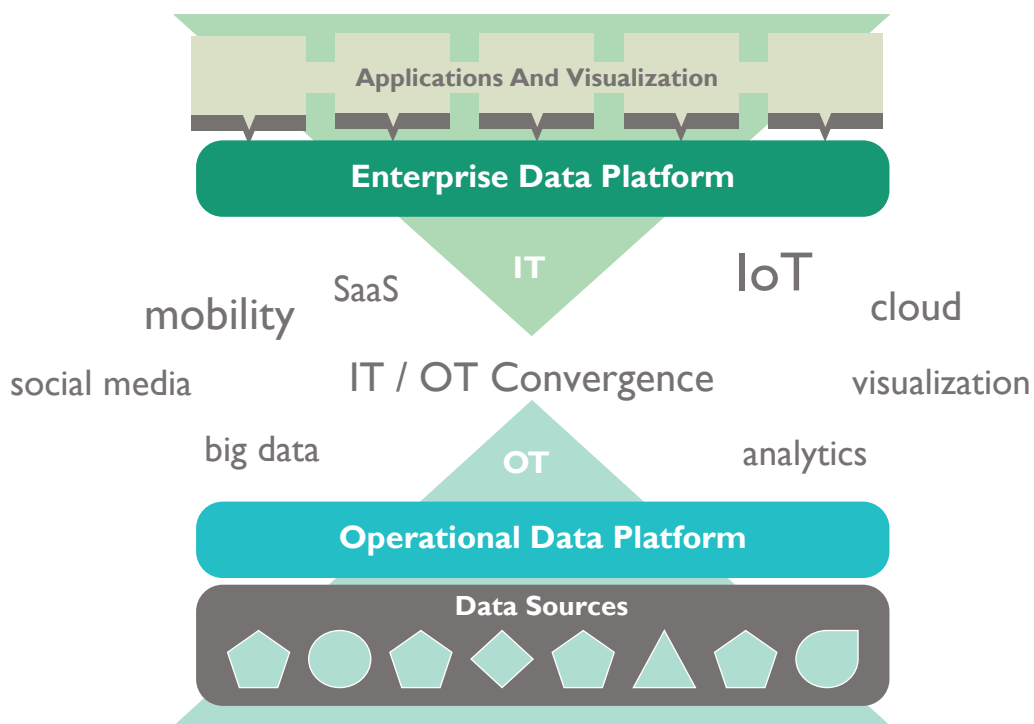 Applications And Visualization
Enterprise Data Platform
IT
IoT
SaaS
mobility
cloud
social media
IT / OT Convergence
visualization
big data
OT
analytics
Operational Data Platform
Data Sources